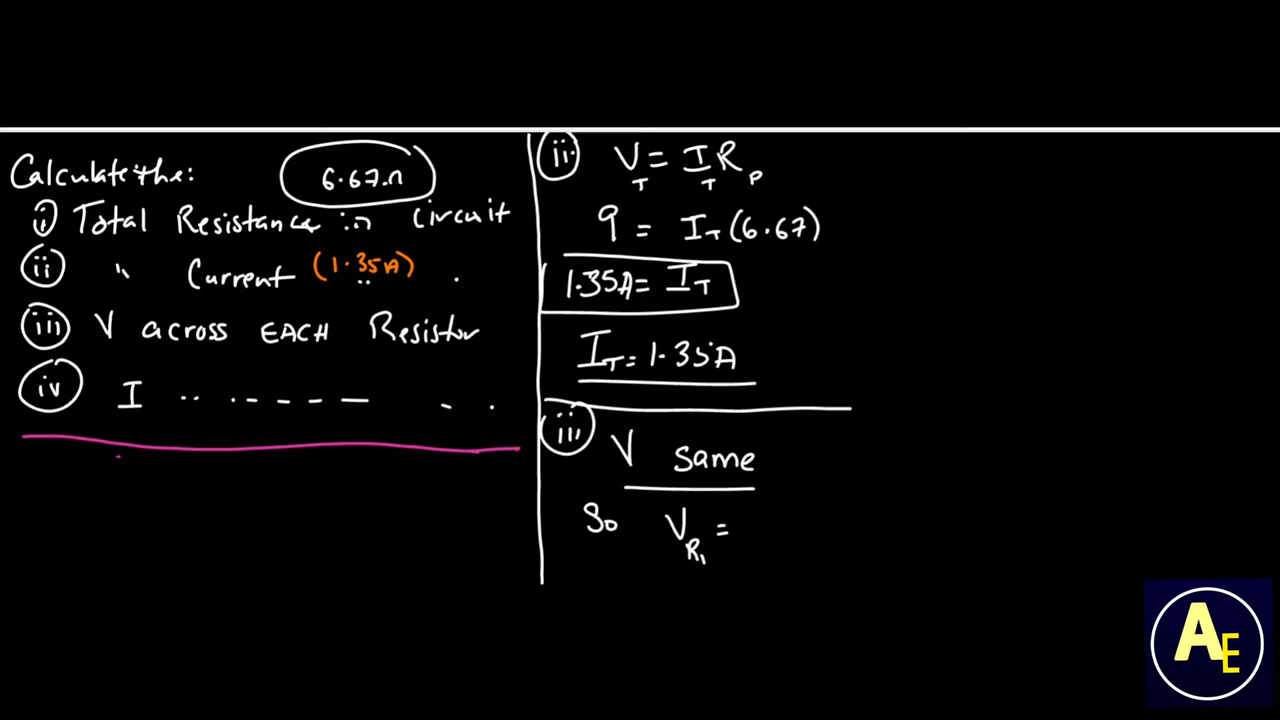 Calculate the:
6.67Ω
i) Total Resistance in circuit
ii) " Current (1.35A) " .
iii) V across EACH Resistor
iv) I .. . - - - - — - .
ii. V_T = I_T R_P
9 = I_T (6.67)
1.35A = I_T
I_T = 1.35A
iii V same
So V_R1 =
AE